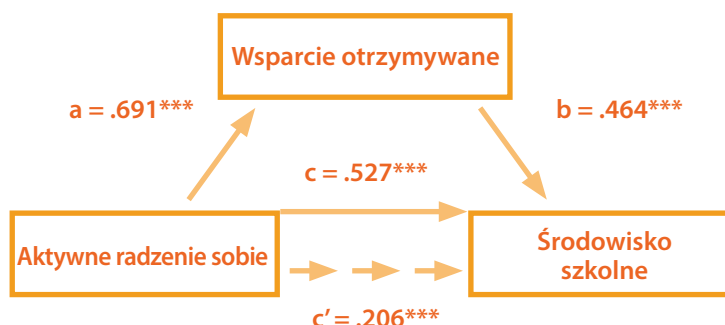 Wsparcie otrzymywane
a = .691***
b = .464***
c = .527***
Aktywne radzenie sobie
Środowisko
szkolne
c’ = .206***